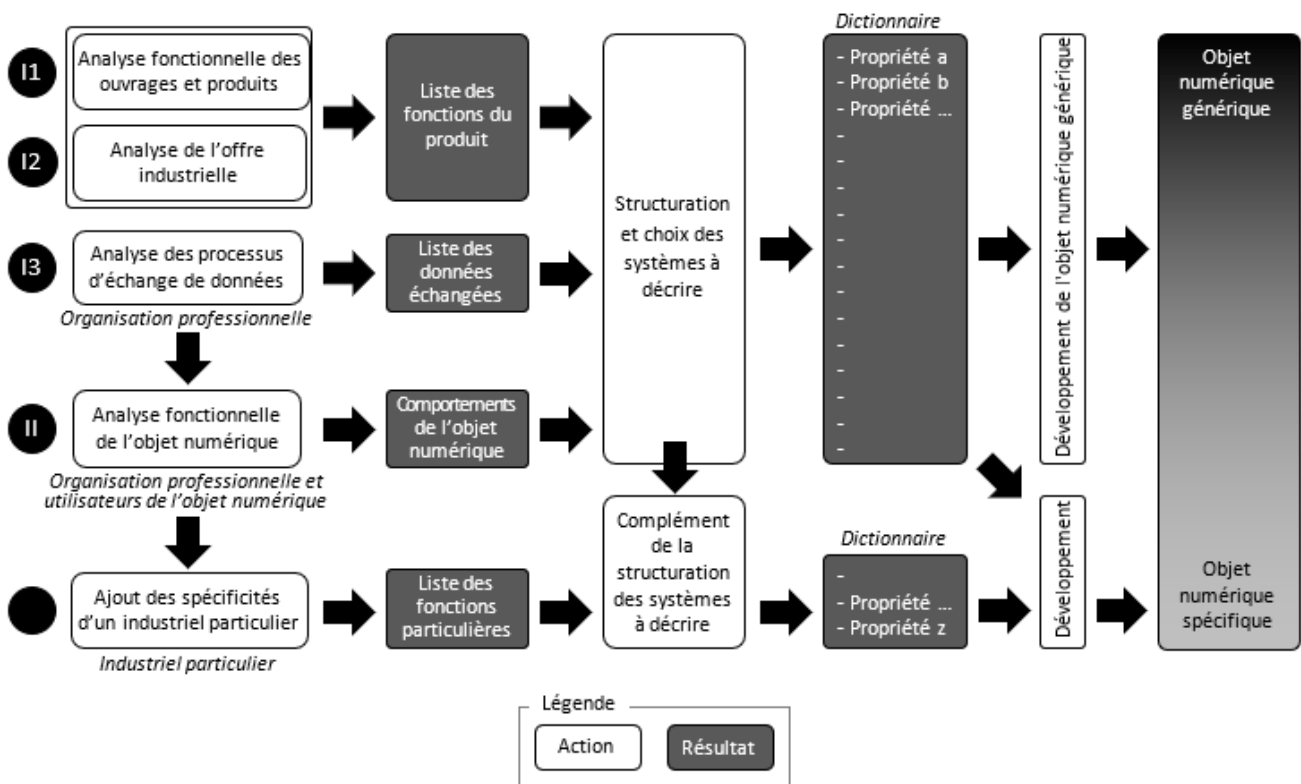 I1
Analyse fonctionnelle des
ouvrages et produits
I2
Analyse de l'offre
industrielle
Liste des
fonctions du
produit
I3
Analyse des processus
d'échange de données
Organisation professionnelle
Liste des
données
échangées
II
Analyse fonctionnelle
de l'objet numérique
Organisation professionnelle et
utilisateurs de l'objet numérique
Comportements
de l'objet
numérique
Ajout des spécificités
d'un industriel particulier
Industriel particulier
Liste des
fonctions
particulières
Structuration
et choix des
systèmes à
décrire
Complément
de la
structuration
des systèmes
à décrire
Dictionnaire
- Propriété a
- Propriété b
- Propriété ...
-
-
-
-
-
-
-
-
-
-
-
-
-
Dictionnaire
-
- Propriété ...
- Propriété z
Développement de l'objet numérique générique
Développement
Objet
numérique
générique
Objet
numérique
spécifique
Légende
Action
Résultat